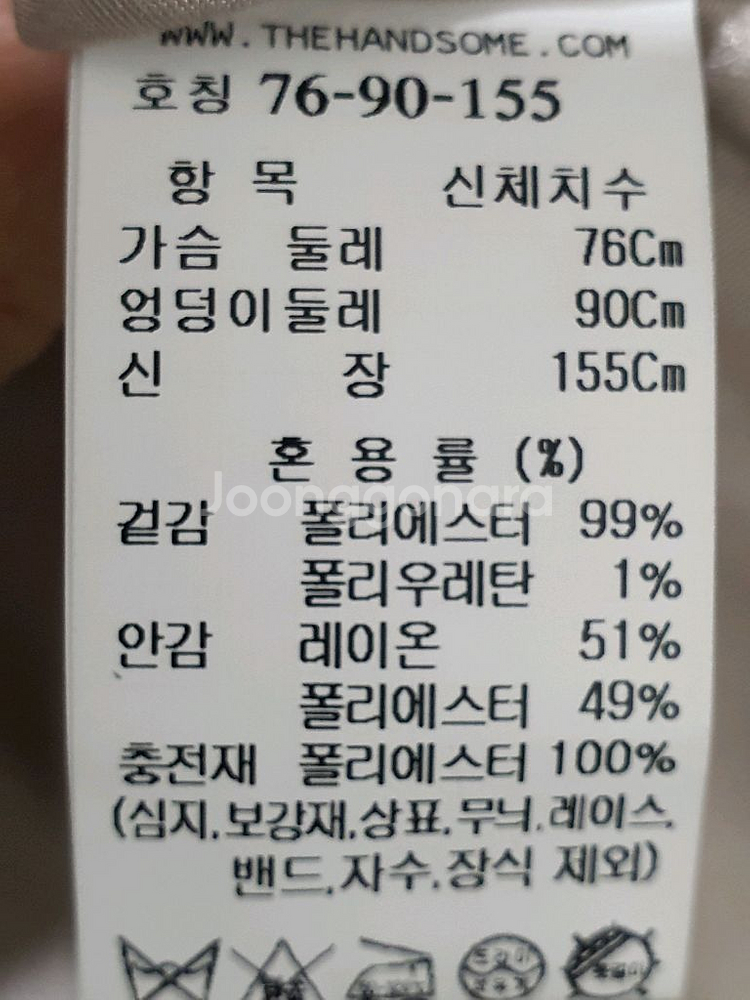 WWW.THEHANDSOME.COM
호칭 76-90-155
항 목 신체치수
가슴 둘레 76Cm
엉덩이둘레 90Cm
신 장 155Cm
혼 용 률 (%)
Joonggonara
겉감 폴리에스터 99%
폴리우레탄 1%
안감 레이온 51%
폴리에스터 49%
충전재 폴리에스터 100%
(심지,보강재,상표,무늬,레이스,
밴드,자수,장식 제외)
드라이